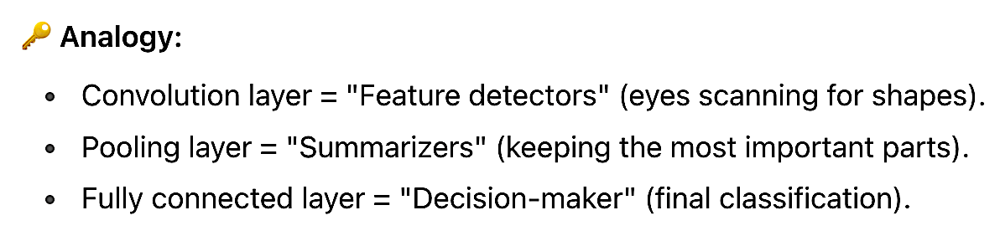 🔑 Analogy:
• Convolution layer = "Feature detectors" (eyes scanning for shapes).
• Pooling layer = "Summarizers" (keeping the most important parts).
• Fully connected layer = "Decision-maker" (final classification).